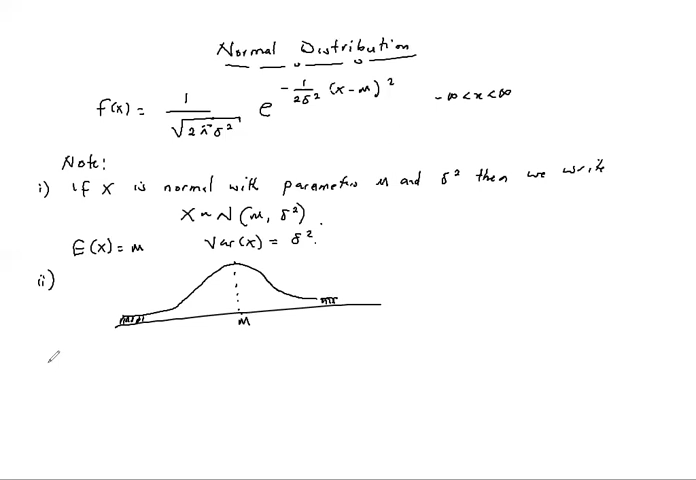 Normal Distribution
f(x) = 1/√(2πσ²) e^(-1/(2σ²) (x-μ)²) -∞ < x < ∞
Note:
i) If X is normal with parameters μ and σ² then we write
X ~ N(μ, σ²).
E(x) = μ Var(x) = σ².
ii)
μ